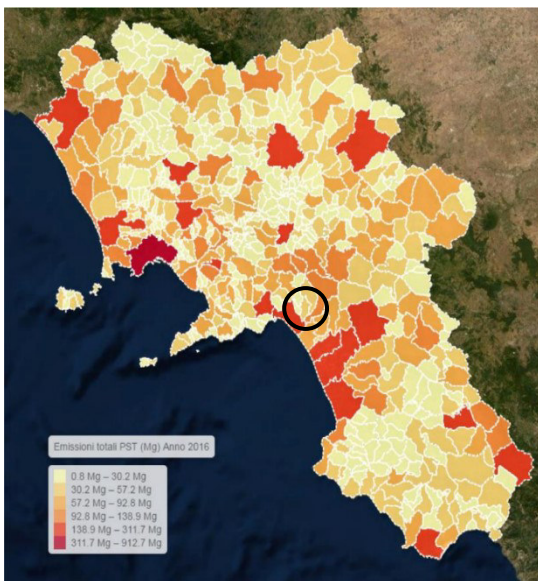 Emissioni totali PST (Mg) Anno 2016
0.8 Mg – 30.2 Mg
30.2 Mg – 57.2 Mg
57.2 Mg – 92.8 Mg
92.8 Mg – 138.9 Mg
138.9 Mg – 311.7 Mg
311.7 Mg – 912.7 Mg